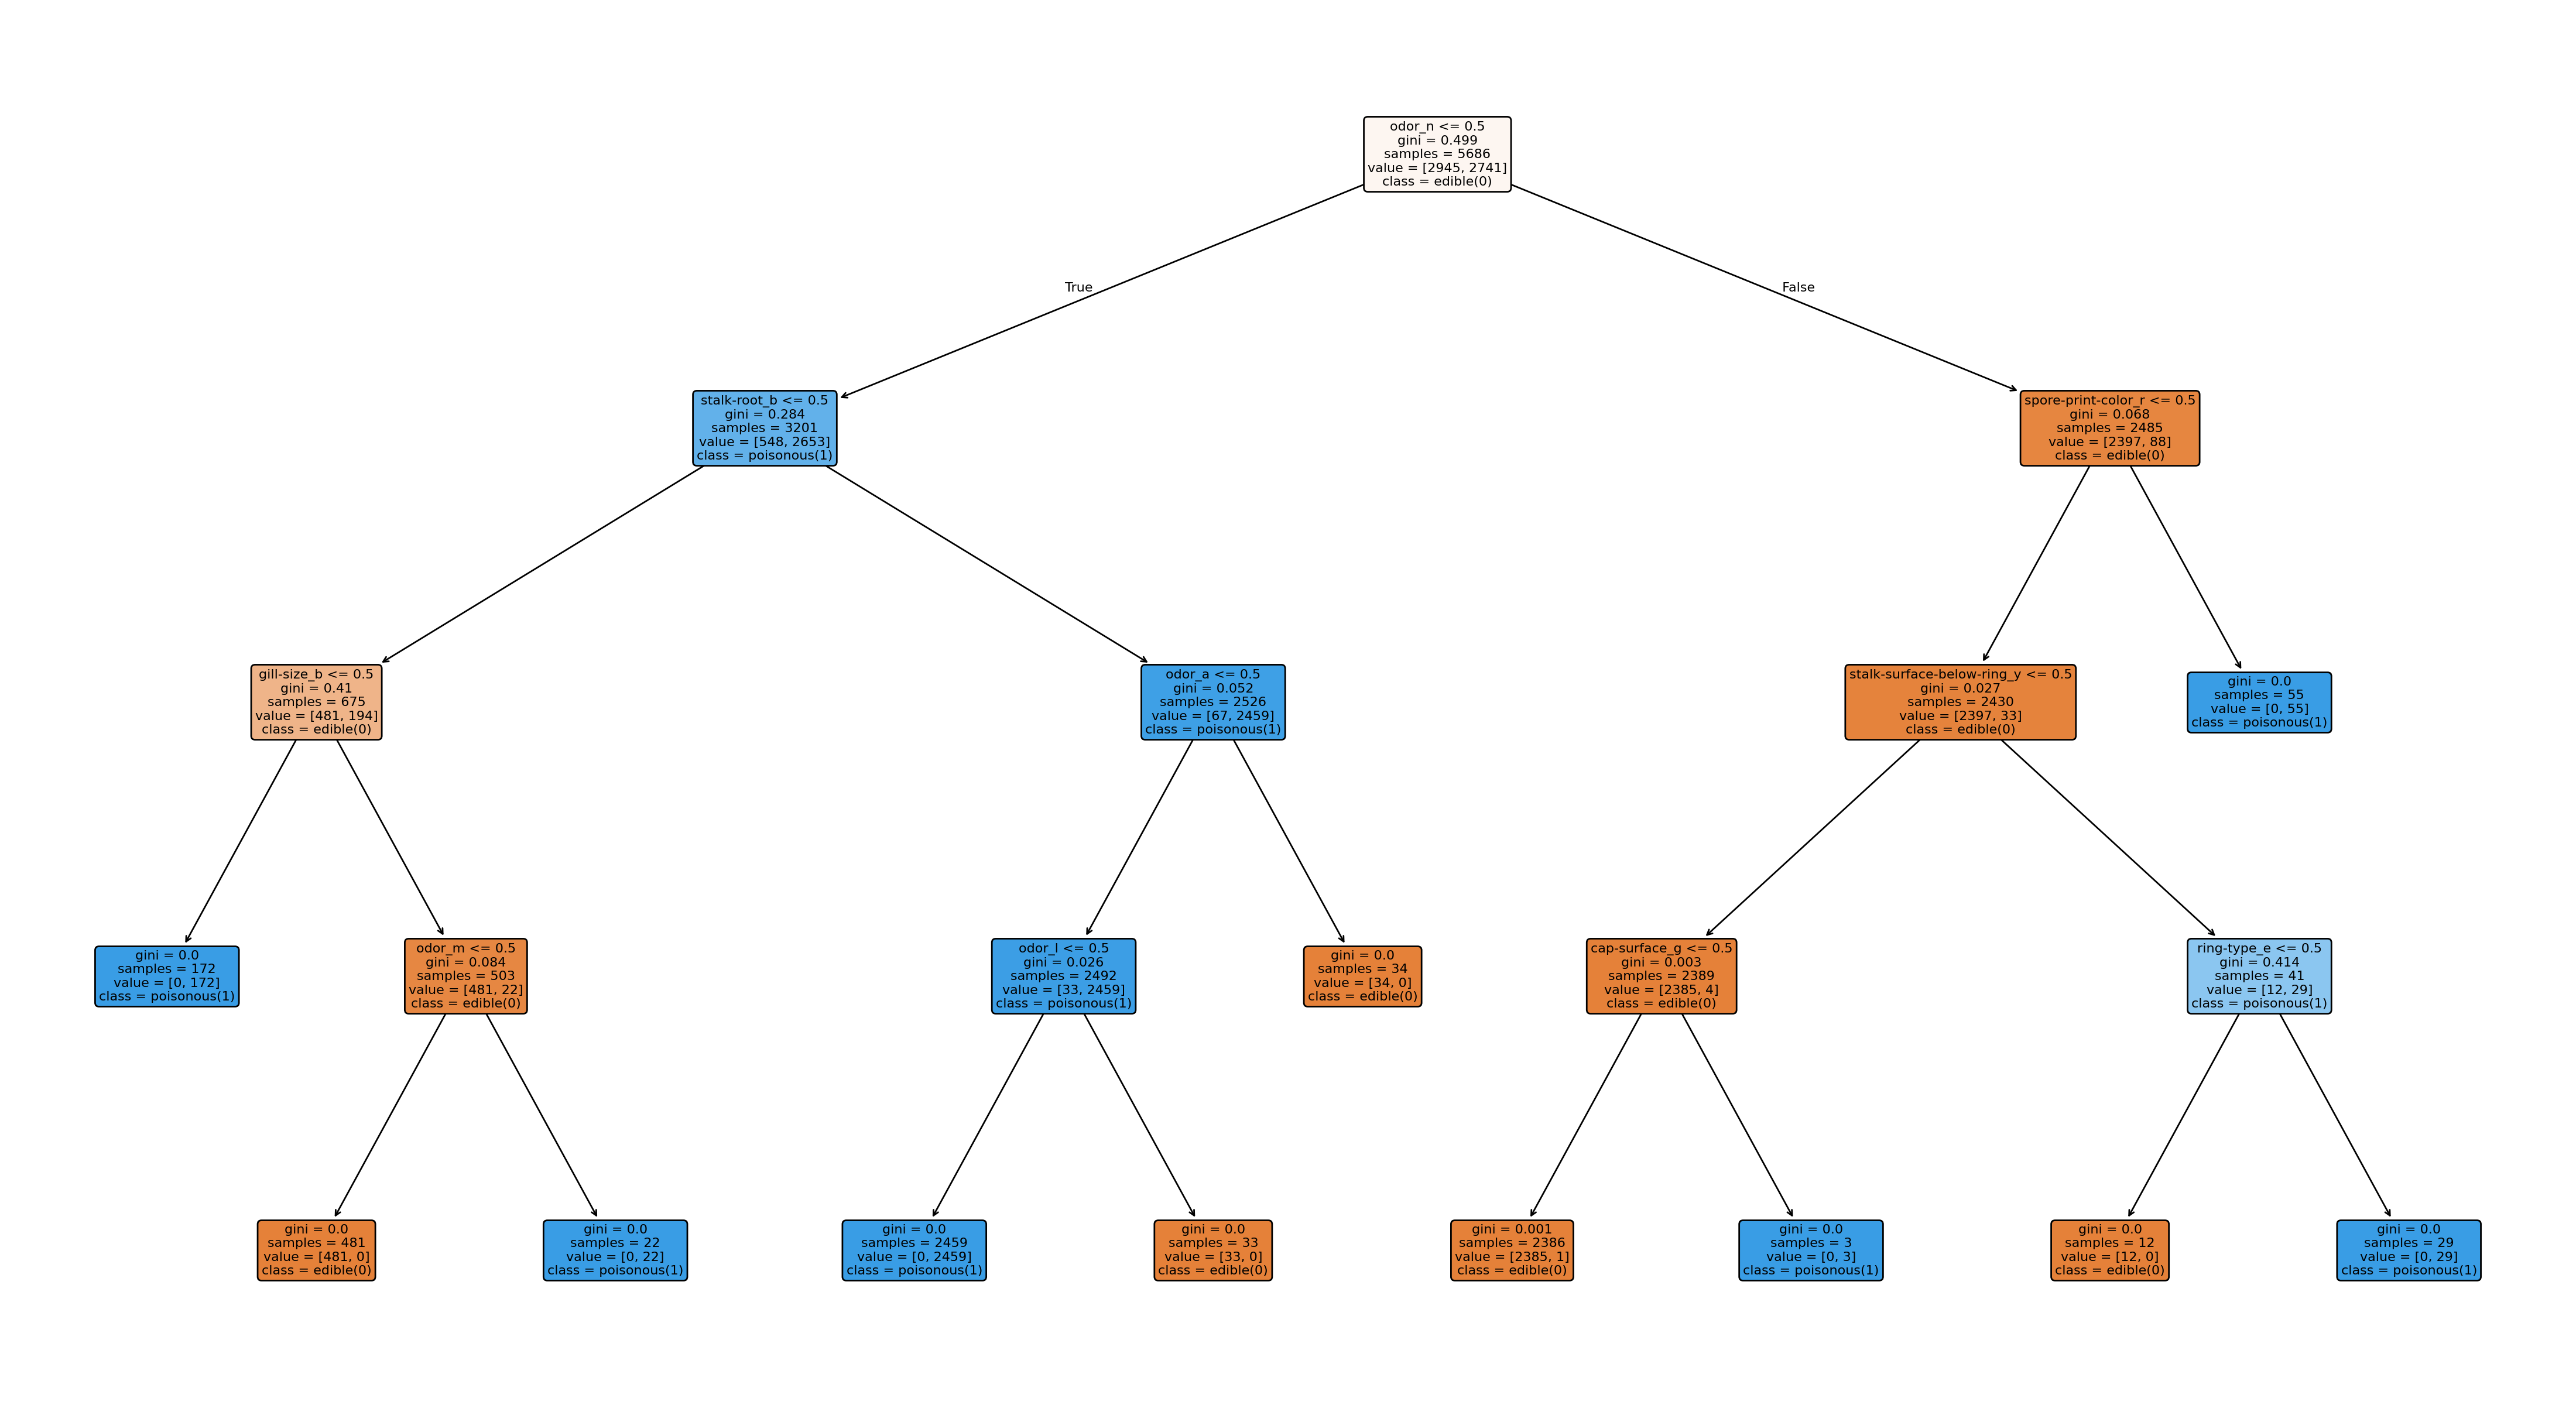 odor_n <= 0.5
gini = 0.499
samples = 5686
value = [2945, 2741]
class = edible(0)
True
False
stalk-root_b <= 0.5
gini = 0.284
samples = 3201
value = [548, 2653]
class = poisonous(1)
spore-print-color_r <= 0.5
gini = 0.068
samples = 2485
value = [2397, 88]
class = edible(0)
gill-size_b <= 0.5
gini = 0.41
samples = 675
value = [481, 194]
class = edible(0)
odor_a <= 0.5
gini = 0.052
samples = 2526
value = [67, 2459]
class = poisonous(1)
stalk-surface-below-ring_y <= 0.5
gini = 0.027
samples = 2430
value = [2397, 33]
class = edible(0)
gini = 0.0
samples = 55
value = [0, 55]
class = poisonous(1)
gini = 0.0
samples = 172
value = [0, 172]
class = poisonous(1)
odor_m <= 0.5
gini = 0.084
samples = 503
value = [481, 22]
class = edible(0)
odor_l <= 0.5
gini = 0.026
samples = 2492
value = [33, 2459]
class = poisonous(1)
gini = 0.0
samples = 34
value = [34, 0]
class = edible(0)
cap-surface_g <= 0.5
gini = 0.003
samples = 2389
value = [2385, 4]
class = edible(0)
ring-type_e <= 0.5
gini = 0.414
samples = 41
value = [12, 29]
class = poisonous(1)
gini = 0.0
samples = 481
value = [481, 0]
class = edible(0)
gini = 0.0
samples = 22
value = [0, 22]
class = poisonous(1)
gini = 0.0
samples = 2459
value = [0, 2459]
class = poisonous(1)
gini = 0.0
samples = 33
value = [33, 0]
class = edible(0)
gini = 0.001
samples = 2386
value = [2385, 1]
class = edible(0)
gini = 0.0
samples = 3
value = [0, 3]
class = poisonous(1)
gini = 0.0
samples = 12
value = [12, 0]
class = edible(0)
gini = 0.0
samples = 29
value = [0, 29]
class = poisonous(1)